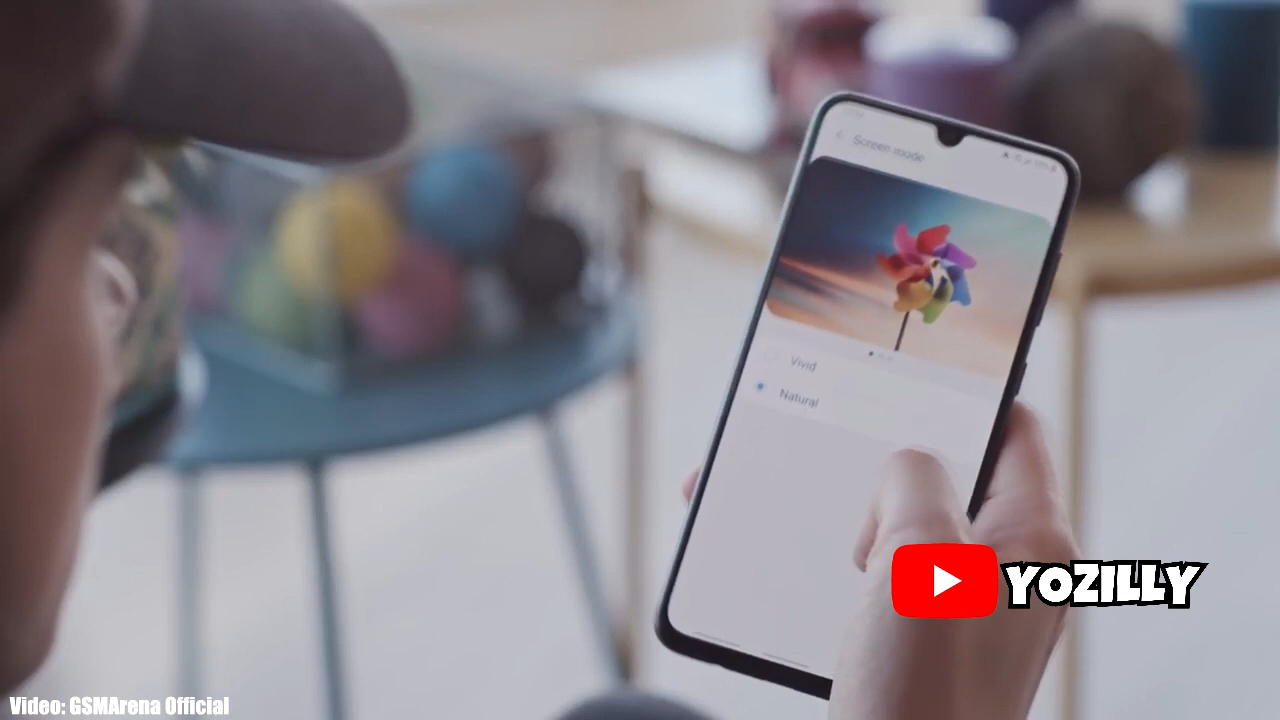 Screen mode
Vivid
Natural
YOZILLY
Video: GSMArena Official